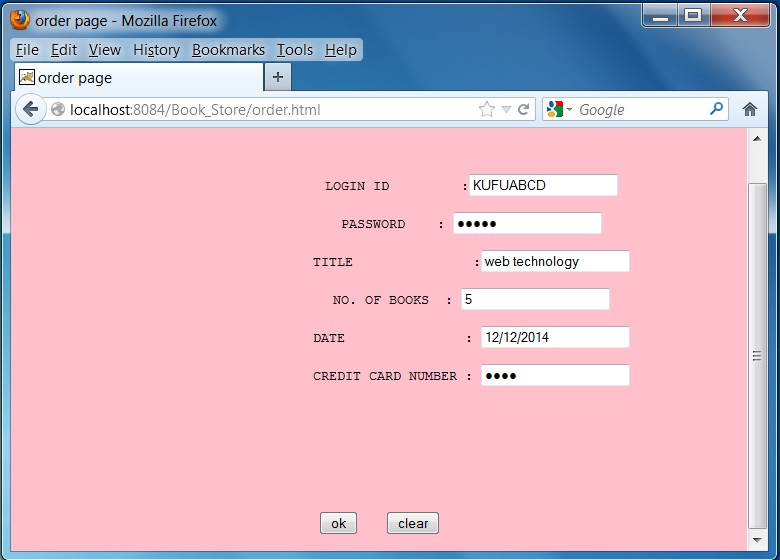 order page - Mozilla Firefox
File Edit View History Bookmarks Tools Help
order page
localhost:8084/Book_Store/order.html Google
LOGIN ID :KUFUABCD
PASSWORD : •••••
TITLE :web technology
NO. OF BOOKS : 5
DATE : 12/12/2014
CREDIT CARD NUMBER : ••••
ok clear